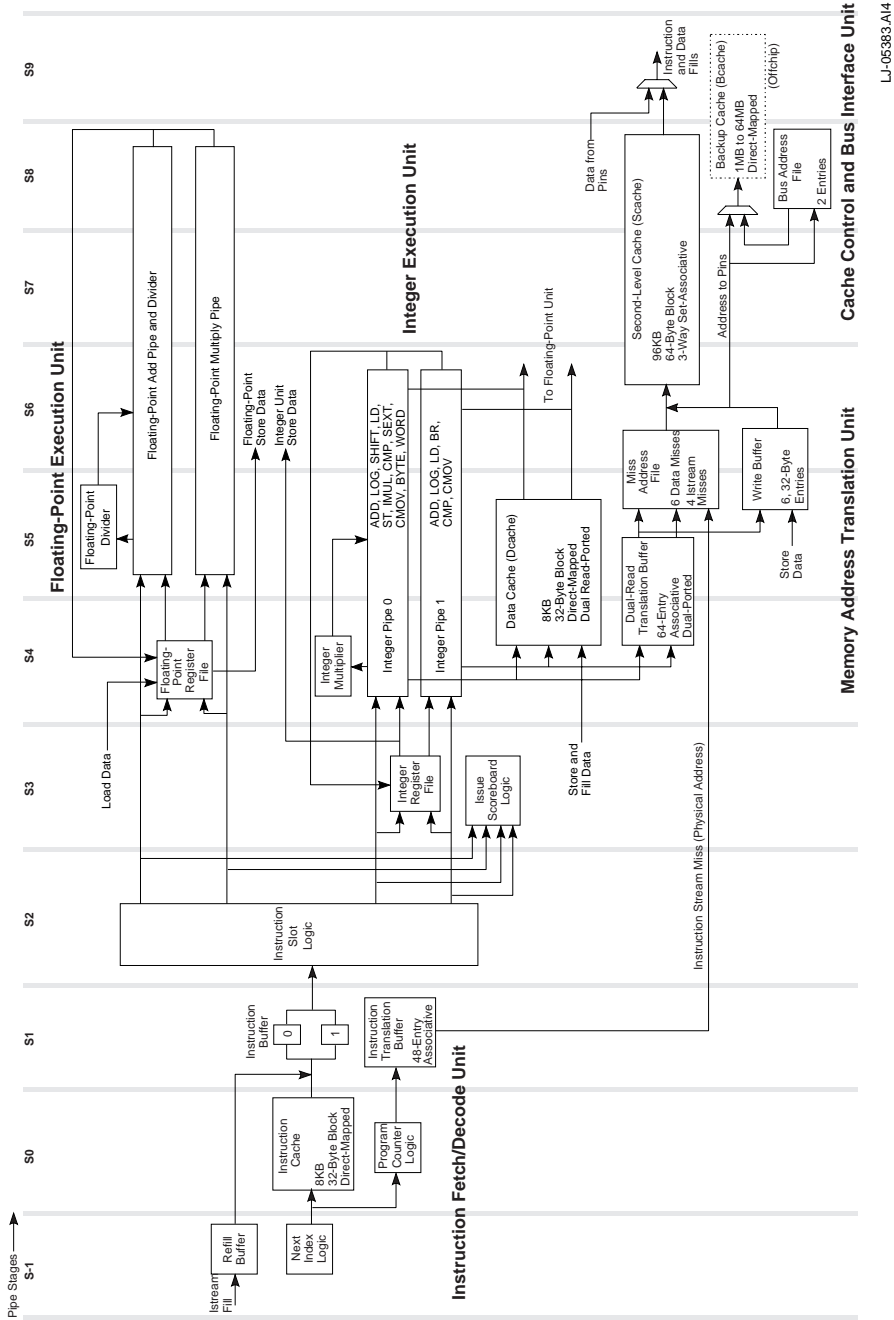 Pipe Stages
S-1
S0
S1
S2
S3
S4
S5
S6
S7
S8
S9
Floating-Point Execution Unit
Load Data
Floating-
Point
Register
File
Floating-Point
Divider
Floating-Point Add Pipe and Divider
Floating-Point Multiply Pipe
Floating-Point
Store Data
Integer Unit
Store Data
Istream
Fill
Refill
Buffer
Next
Index
Logic
Instruction
Cache
8KB
32-Byte Block
Direct-Mapped
Program
Counter
Logic
Instruction
Buffer
0
1
Instruction
Translation
Buffer
48-Entry
Associative
Instruction
Slot
Logic
Instruction Fetch/Decode Unit
Integer Execution Unit
Integer
Register
File
Issue
Scoreboard
Logic
Integer
Multiplier
Integer Pipe 0
ADD, LOG, SHIFT, LD,
ST, IMUL, CMP, SEXT,
CMOV, BYTE, WORD
Integer Pipe 1
ADD, LOG, LD, BR,
CMP, CMOV
Store and
Fill Data
Data Cache (Dcache)
8KB
32-Byte Block
Direct-Mapped
Dual Read-Ported
To Floating-Point Unit
Instruction Stream Miss (Physical Address)
Dual-Read
Translation Buffer
64-Entry
Associative
Dual-Ported
Miss
Address
File
6 Data Misses
4 Istream
Misses
Store
Data
Write Buffer
6, 32-Byte
Entries
Memory Address Translation Unit
Second-Level Cache (Scache)
96KB
64-Byte Block
3-Way Set-Associative
Data from
Pins
Instruction
and Data
Fills
Address to Pins
Backup Cache (Bcache)
1MB to 64MB
Direct-Mapped
(Offchip)
Bus Address
File
2 Entries
Cache Control and Bus Interface Unit
LJ-05383.AI4